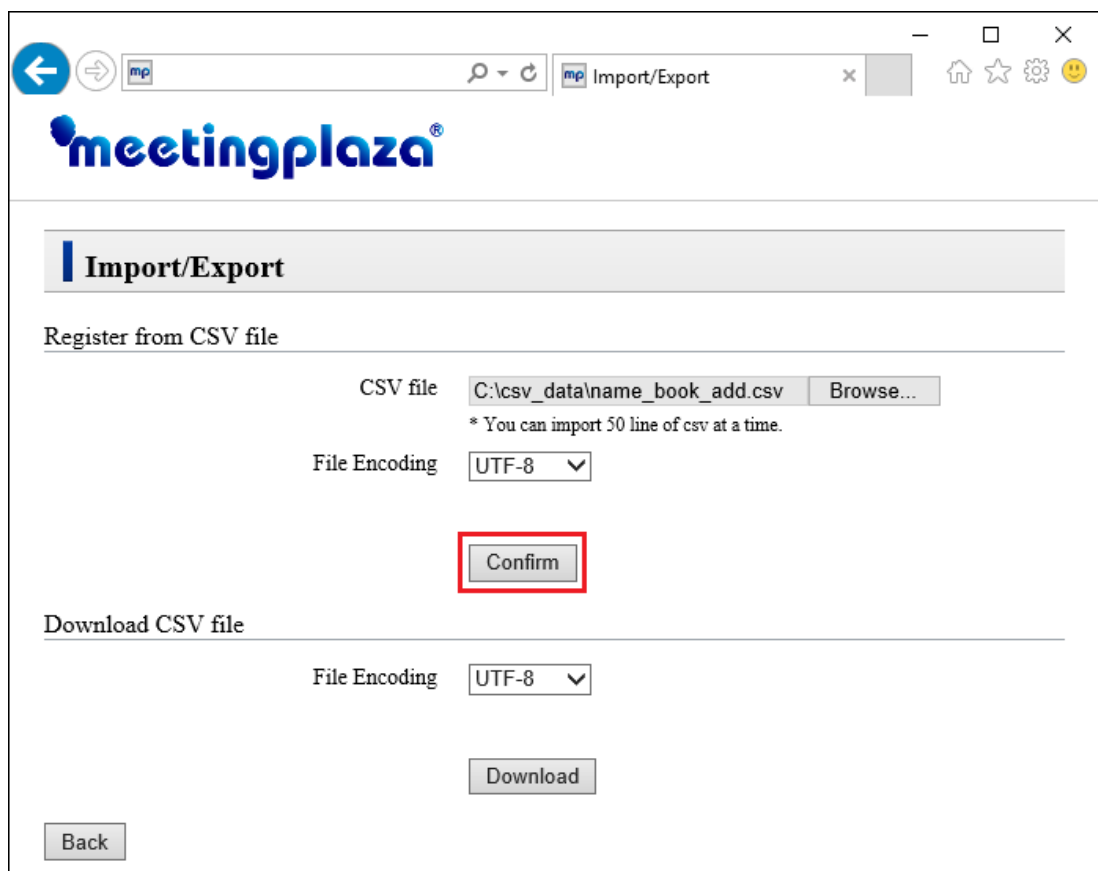 mp
mp Import/Export
meetingplaza®
Import/Export
Register from CSV file
CSV file C:\csv_data\name_book_add.csv Browse...
* You can import 50 line of csv at a time.
File Encoding UTF-8
Confirm
Download CSV file
File Encoding UTF-8
Download
Back